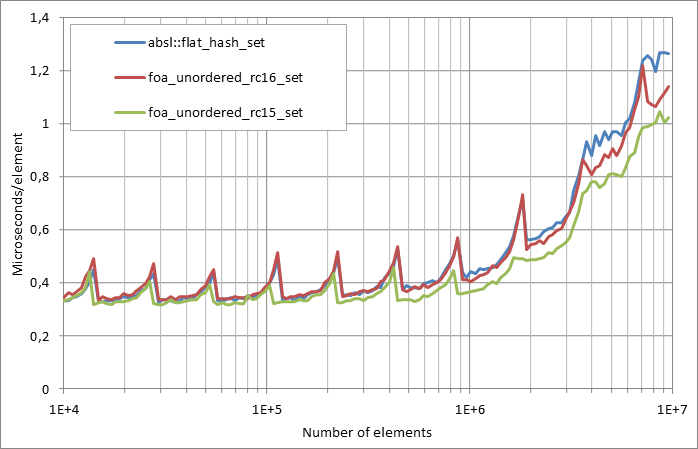 1,4
1,2
1
0,8
0,6
0,4
0,2
0
Microseconds/element
absl::flat_hash_set
foa_unordered_rc16_set
foa_unordered_rc15_set
1E+4 1E+5 1E+6 1E+7
Number of elements